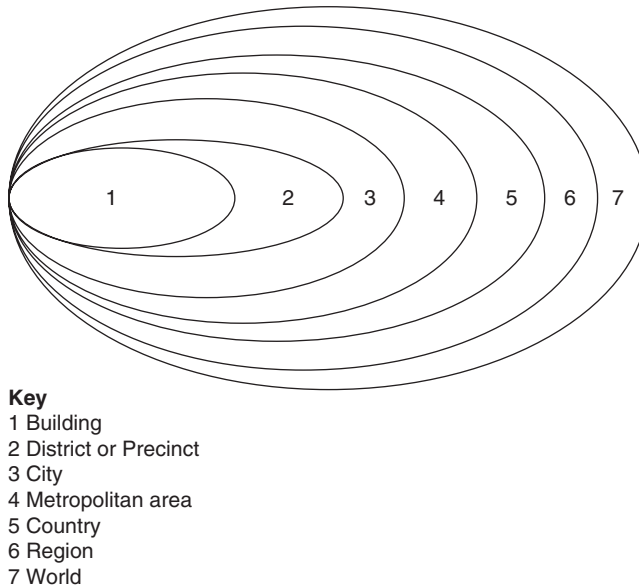 1 2 3 4 5 6 7
Key
1 Building
2 District or Precinct
3 City
4 Metropolitan area
5 Country
6 Region
7 World